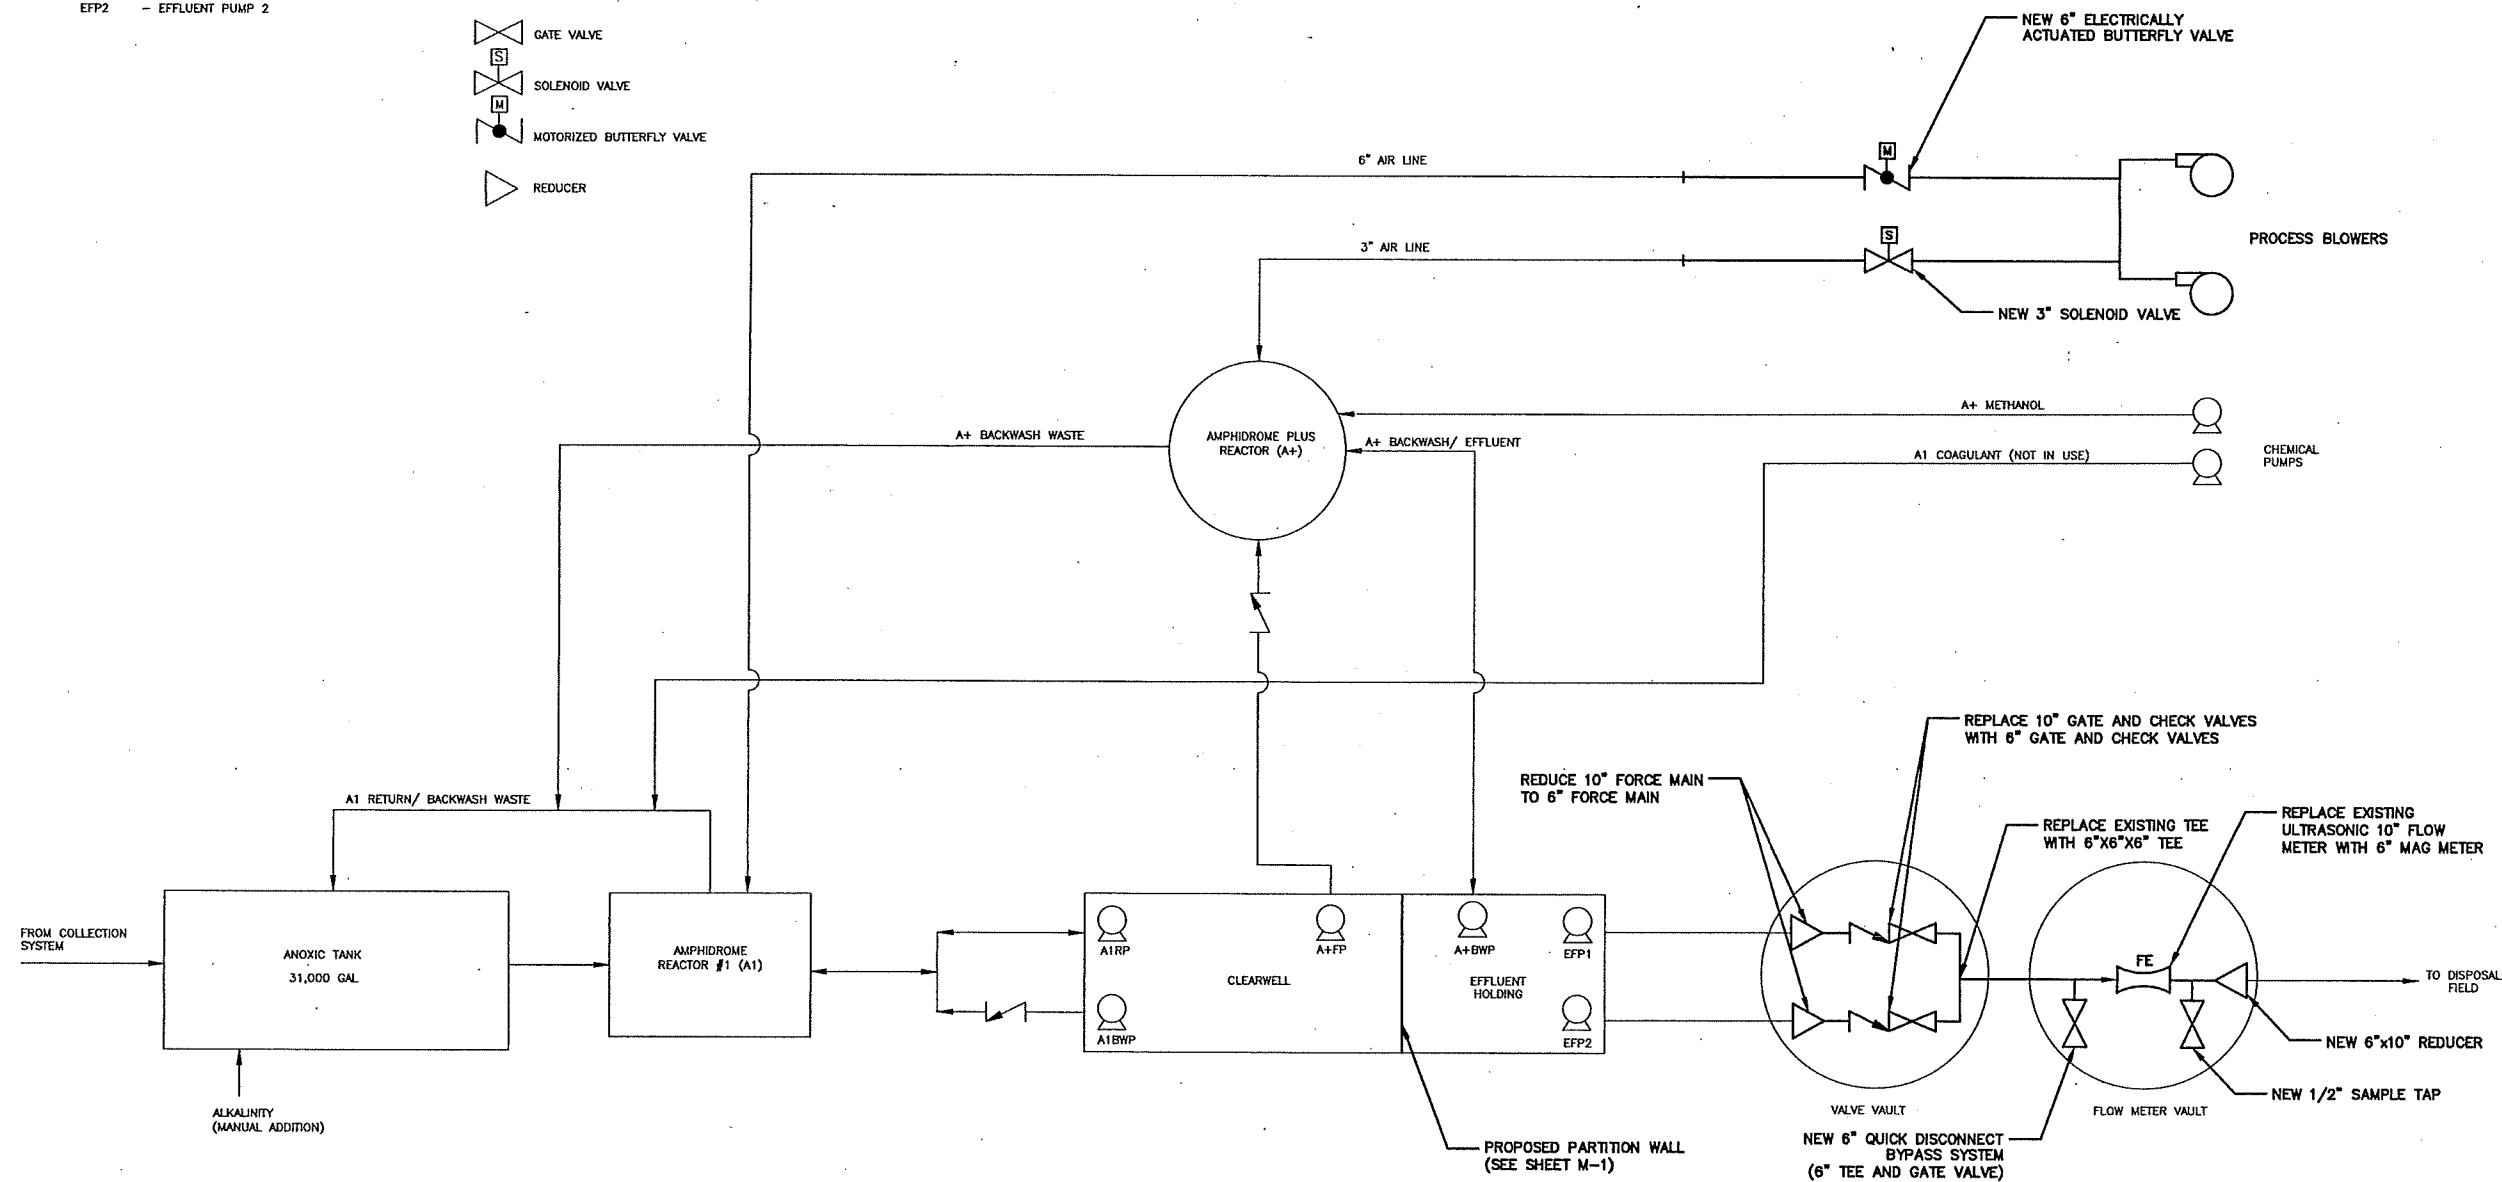 EFP2 - EFFLUENT PUMP 2
GATE VALVE
S
SOLENOID VALVE
M
MOTORIZED BUTTERFLY VALVE
REDUCER
NEW 6" ELECTRICALLY
ACTUATED BUTTERFLY VALVE
6" AIR LINE
M
3" AIR LINE
S
PROCESS BLOWERS
NEW 3" SOLENOID VALVE
A+ METHANOL
A+ BACKWASH WASTE
AMPHIDROME PLUS
REACTOR (A+)
A+ BACKWASH/ EFFLUENT
A1 COAGULANT (NOT IN USE)
CHEMICAL
PUMPS
REPLACE 10" GATE AND CHECK VALVES
WITH 6" GATE AND CHECK VALVES
REDUCE 10" FORCE MAIN
TO 6" FORCE MAIN
A1 RETURN/ BACKWASH WASTE
REPLACE EXISTING TEE
WITH 6"X6"X6" TEE
REPLACE EXISTING
ULTRASONIC 10" FLOW
METER WITH 6" MAG METER
FROM COLLECTION
SYSTEM
ANOXIC TANK
31,000 GAL
AMPHIDROME
REACTOR #1 (A1)
A1RP
A+FP
A+BWP
EFP1
CLEARWELL
EFFLUENT
HOLDING
A1BWP
EFP2
FE
TO DISPOSAL
FIELD
NEW 6"x10" REDUCER
NEW 1/2" SAMPLE TAP
ALKALINITY
(MANUAL ADDITION)
VALVE VAULT
FLOW METER VAULT
NEW 6" QUICK DISCONNECT
BYPASS SYSTEM
(6" TEE AND GATE VALVE)
PROPOSED PARTITION WALL
(SEE SHEET M-1)